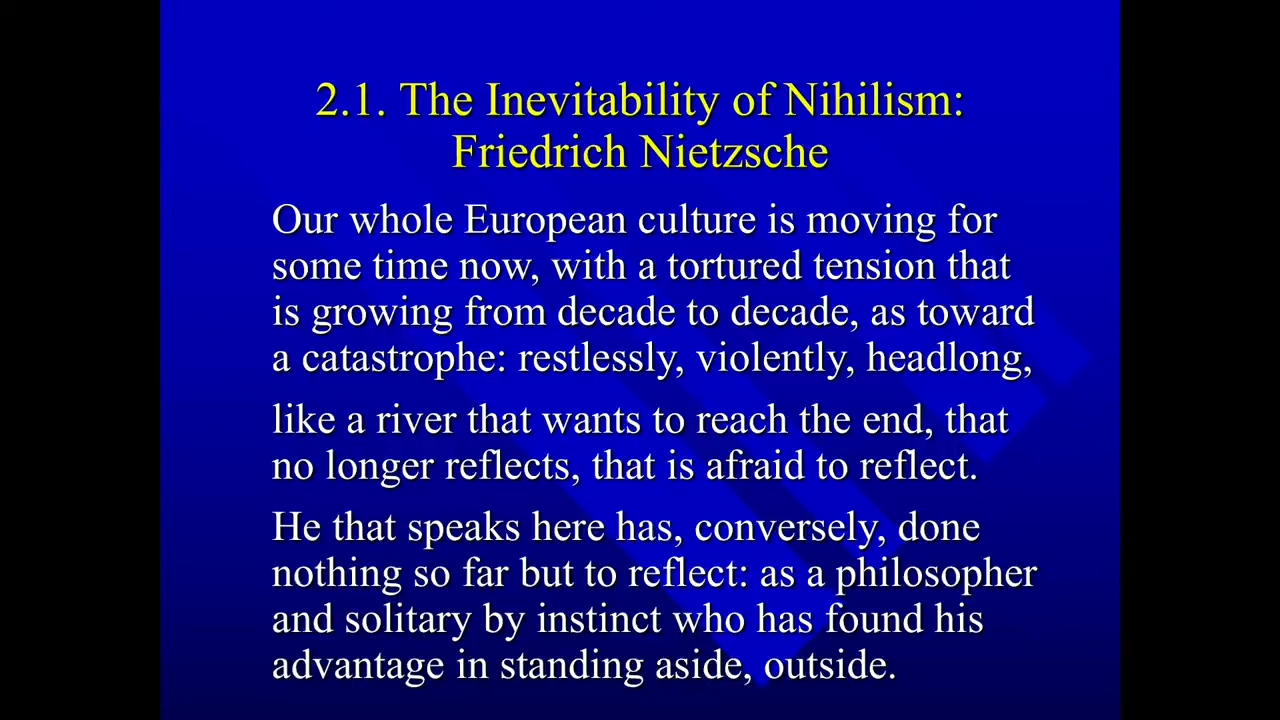 2.1. The Inevitability of Nihilism:
Friedrich Nietzsche
Our whole European culture is moving for
some time now, with a tortured tension that
is growing from decade to decade, as toward
a catastrophe: restlessly, violently, headlong,
like a river that wants to reach the end, that
no longer reflects, that is afraid to reflect.
He that speaks here has, conversely, done
nothing so far but to reflect: as a philosopher
and solitary by instinct who has found his
advantage in standing aside, outside.